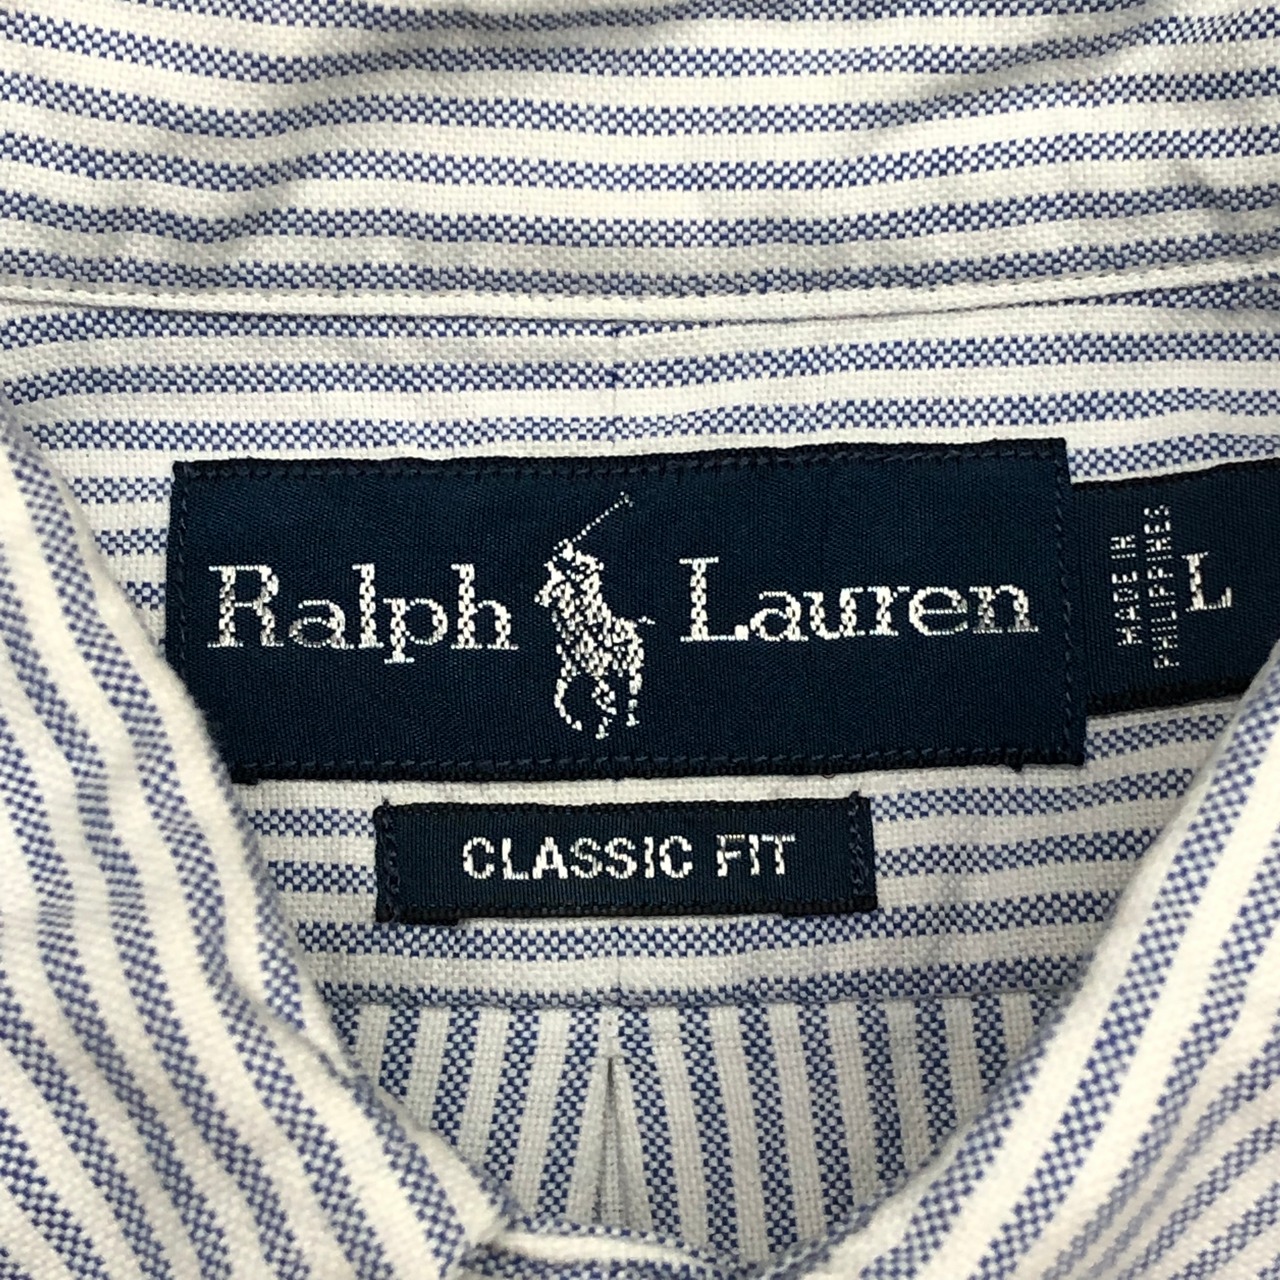 Ralph Lauren
MADE IN
PHILIPPINES
L
CLASSIC FIT